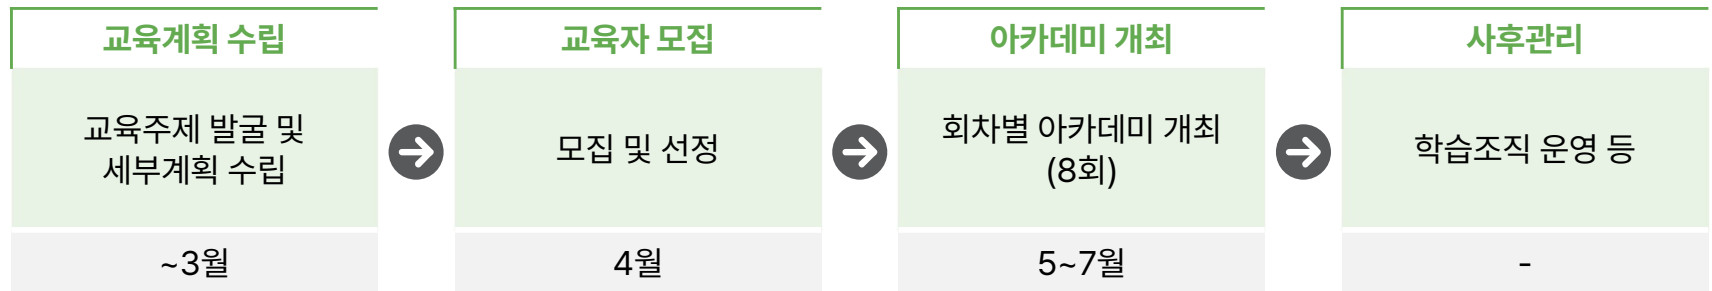 교육계획 수립
교육주제 발굴 및
세부계획 수립
~3월
교육자 모집
모집 및 선정
4월
아카데미 개최
회차별 아카데미 개최
(8회)
5~7월
사후관리
학습조직 운영 등
-